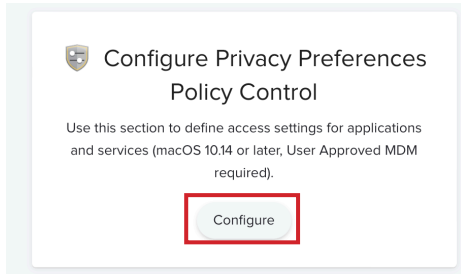 Configure Privacy Preferences
Policy Control
Use this section to define access settings for applications
and services (macOS 10.14 or later, User Approved MDM
required).
Configure